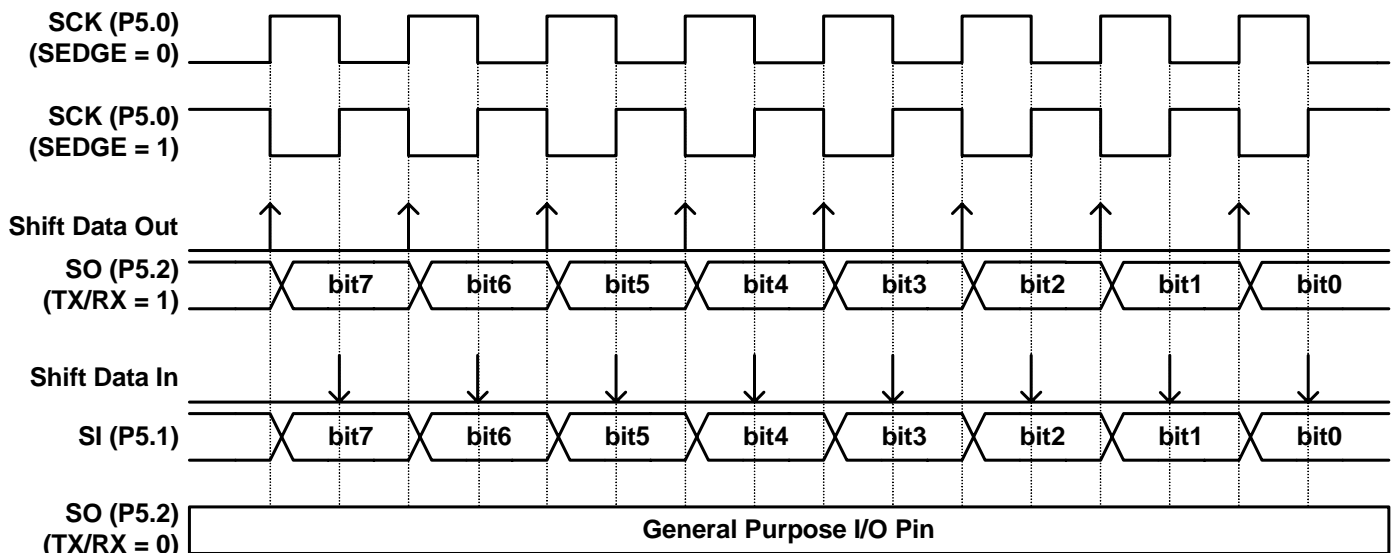 SCK (P5.0)
(SEDGE = 0)
SCK (P5.0)
(SEDGE = 1)
Shift Data Out
SO (P5.2)
(TX/RX = 1)
bit7 bit6 bit5 bit4 bit3 bit2 bit1 bit0
Shift Data In
SI (P5.1)
bit7 bit6 bit5 bit4 bit3 bit2 bit1 bit0
SO (P5.2)
(TX/RX = 0)
General Purpose I/O Pin